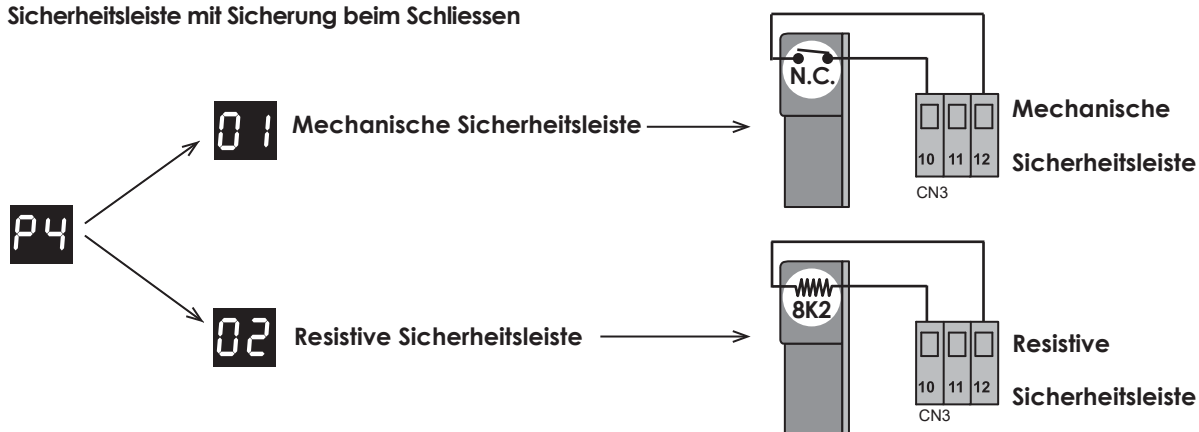 Sicherheitsleiste mit Sicherung beim Schliessen
N.C.
01 Mechanische Sicherheitsleiste
Mechanische
10 11 12
Sicherheitsleiste
CN3
P4
8K2
02 Resistive Sicherheitsleiste
Resistive
10 11 12
Sicherheitsleiste
CN3